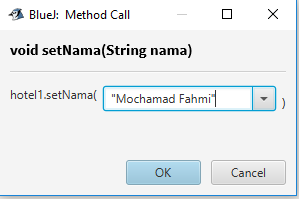 BlueJ: Method Call
void setNama(String nama)
hotel1.setNama( "Mochamad Fahmi" )
OK Cancel